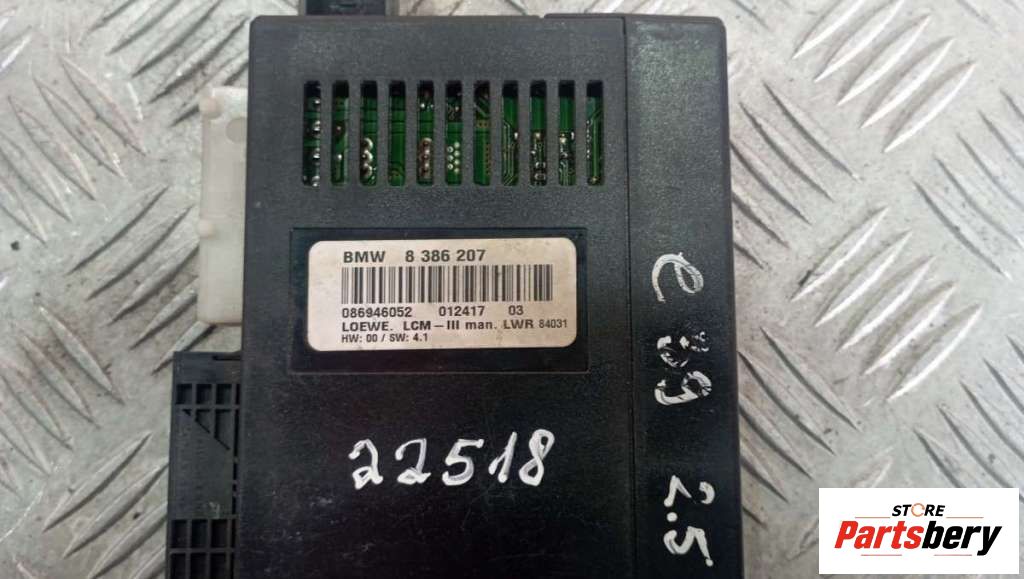 BMW 8 386 207
086946052 012417 03
LOEWE. LCM – III man. LWR 84031
HW: 00 / SW: 4.1
22518
e 39 2.5
STORE
Partsbery